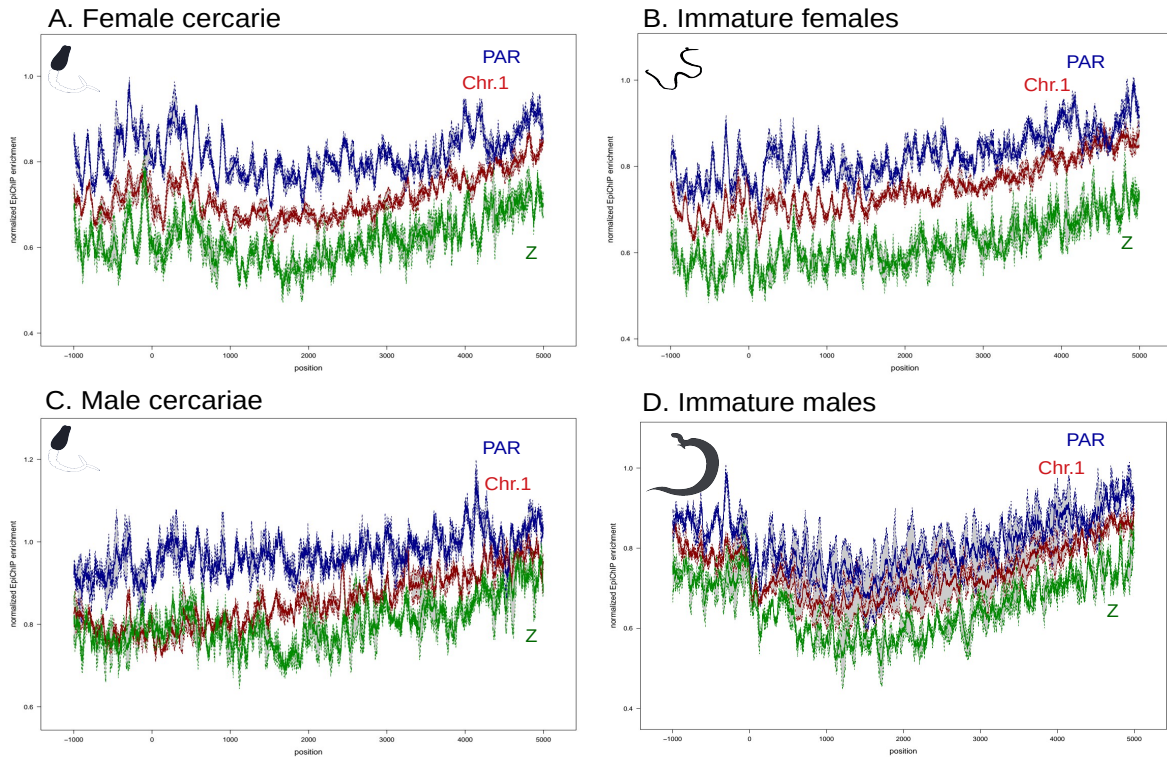 A. Female cercarie
PAR
Chr.1
Z
normalized EpiChIP enrichment
1.0
0.8
0.6
0.4
−1000
0
1000
2000
3000
4000
5000
position
B. Immature females
PAR
Chr.1
Z
normalized EpiChIP enrichment
1.0
0.8
0.6
0.4
−1000
0
1000
2000
3000
4000
5000
position
C. Male cercariae
PAR
Chr.1
Z
normalized EpiChIP enrichment
1.2
1.0
0.8
0.6
−1000
0
1000
2000
3000
4000
5000
position
D. Immature males
PAR
Chr.1
Z
normalized EpiChIP enrichment
1.0
0.8
0.6
0.4
−1000
0
1000
2000
3000
4000
5000
position